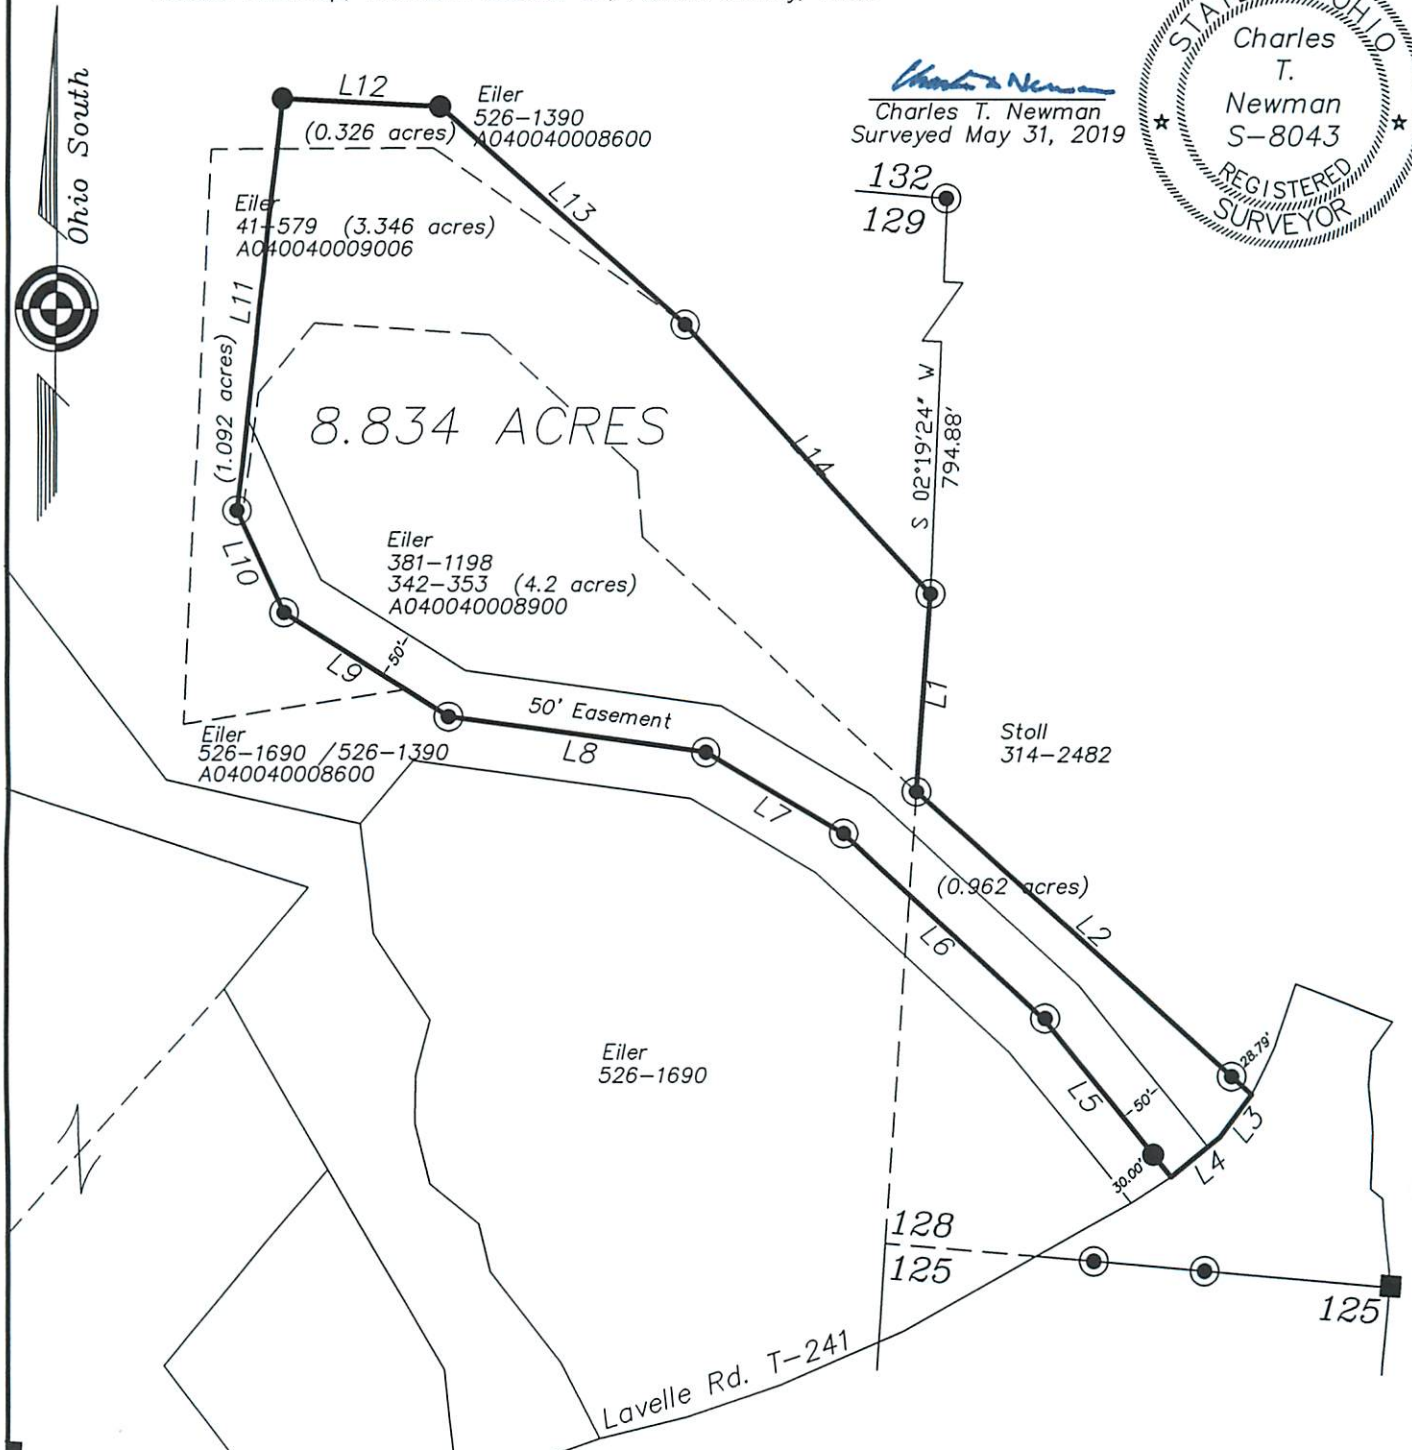 Ohio South
L12
(0.326 acres)
Eiler
526-1390
A040040008600
Charles T. Newman
Surveyed May 31, 2019
STATE OHIO
Charles
T.
Newman
S-8043
REGISTERED
SURVEYOR
132
129
L13
Eiler
41-579 (3.346 acres)
A040040009006
L11
(1.092 acres)
8.834 ACRES
L14
S 02°19'24" W
794.88'
L10
Eiler
381-1198
342-353 (4.2 acres)
A040040008900
L9
50'
50' Easement
L8
L1
Stoll
314-2482
Eiler
526-1690 / 526-1390
A040040008600
L7
(0.962 acres)
L6
L2
Eiler
526-1690
28.79'
L5
50'
L3
L4
30.00'
128
125
125
Lavelle Rd. T-241